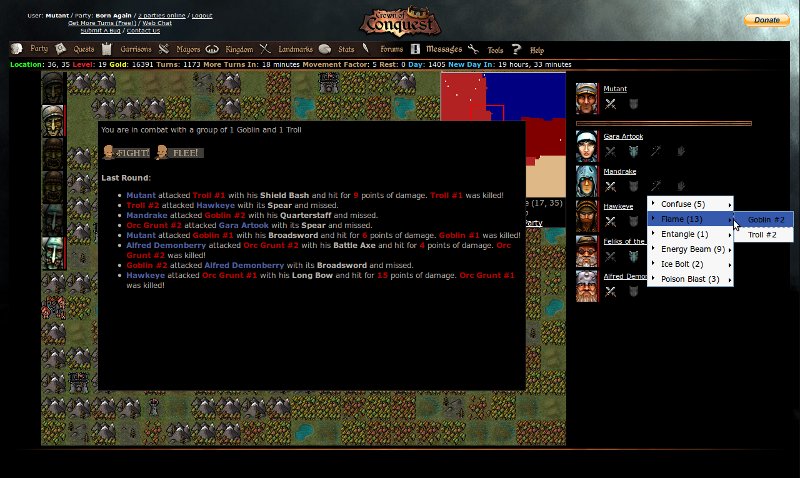 User: Mutant / Party: Born Again / 2 parties online / Logout
Get More Turns (Free!) / Web Chat
Submit A Bug / Contact Us
Crown of
Conquest
Donate
Party Quests Garrisons Mayors Kingdom Landmarks Stats Forums Messages Tools Help
Location: 36, 35 Level: 19 Gold: 16391 Turns: 1173 More Turns In: 18 minutes Movement Factor: 5 Rest: 0 Day: 1405 New Day In: 19 hours, 33 minutes
You are in combat with a group of 1 Goblin and 1 Troll
FIGHT! FLEE!
Last Round:
Mutant attacked Troll #1 with his Shield Bash and hit for 9 points of damage. Troll #1 was killed!
Troll #2 attacked Hawkeye with its Spear and missed.
Mandrake attacked Goblin #2 with his Quarterstaff and missed.
Orc Grunt #2 attacked Gara Artook with its Spear and missed.
Mutant attacked Goblin #1 with his Broadsword and hit for 6 points of damage. Goblin #1 was killed!
Alfred Demonberry attacked Orc Grunt #2 with his Battle Axe and hit for 4 points of damage. Orc
Grunt #2 was killed!
Goblin #2 attacked Alfred Demonberry with its Broadsword and missed.
Hawkeye attacked Orc Grunt #1 with his Long Bow and hit for 15 points of damage. Orc Grunt #1 was
killed!
(17, 35)
Party
Mutant
Gara Artook
Mandrake
Hawkeye
Feliks of the
Alfred Demo
Confuse (5)
Flame (13)
Entangle (1)
Energy Beam (9)
Ice Bolt (2)
Poison Blast (3)
Goblin #2
Troll #2